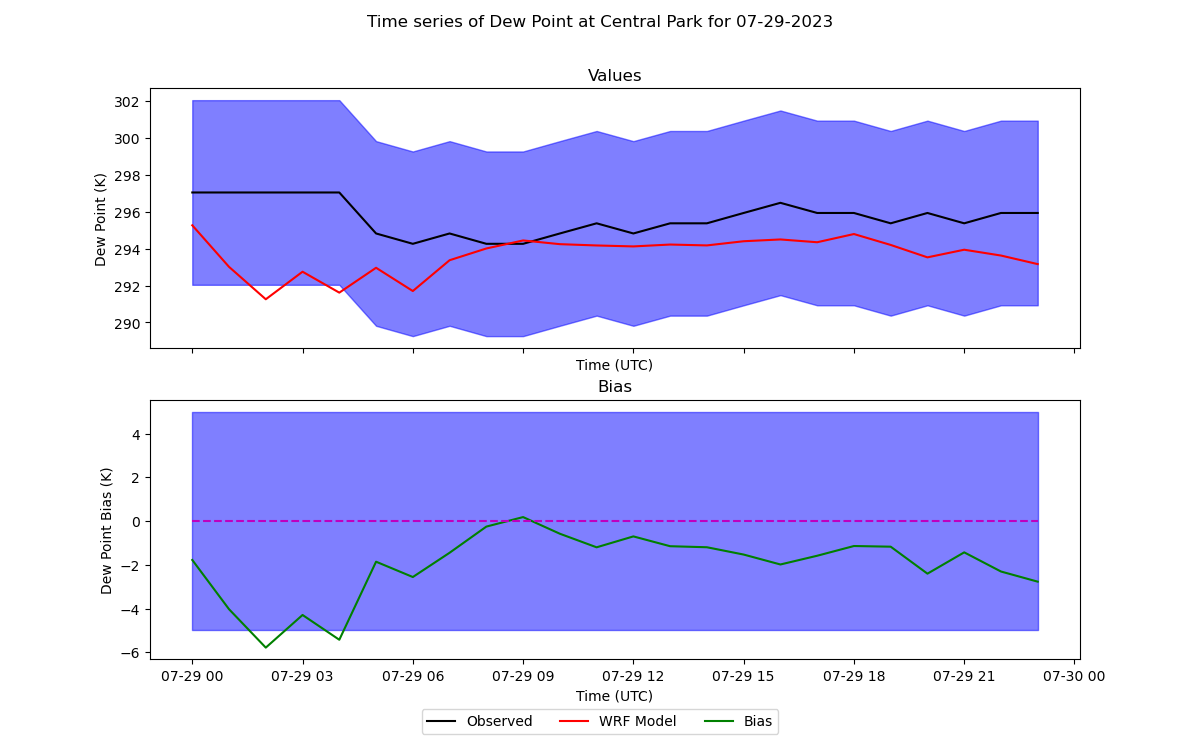 Time series of Dew Point at Central Park for 07-29-2023
Values
302
300
298
296
294
292
290
Dew Point (K)
Time (UTC)
Bias
4
2
0
−2
−4
−6
Dew Point Bias (K)
07-29 00 07-29 03 07-29 06 07-29 09 07-29 12 07-29 15 07-29 18 07-29 21 07-30 00
Time (UTC)
Observed WRF Model Bias